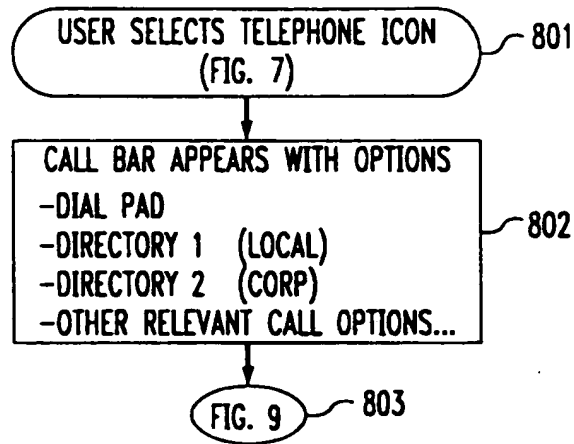 USER SELECTS TELEPHONE ICON
(FIG. 7)
801
CALL BAR APPEARS WITH OPTIONS
-DIAL PAD
-DIRECTORY 1 (LOCAL)
-DIRECTORY 2 (CORP)
-OTHER RELEVANT CALL OPTIONS...
802
FIG. 9
803